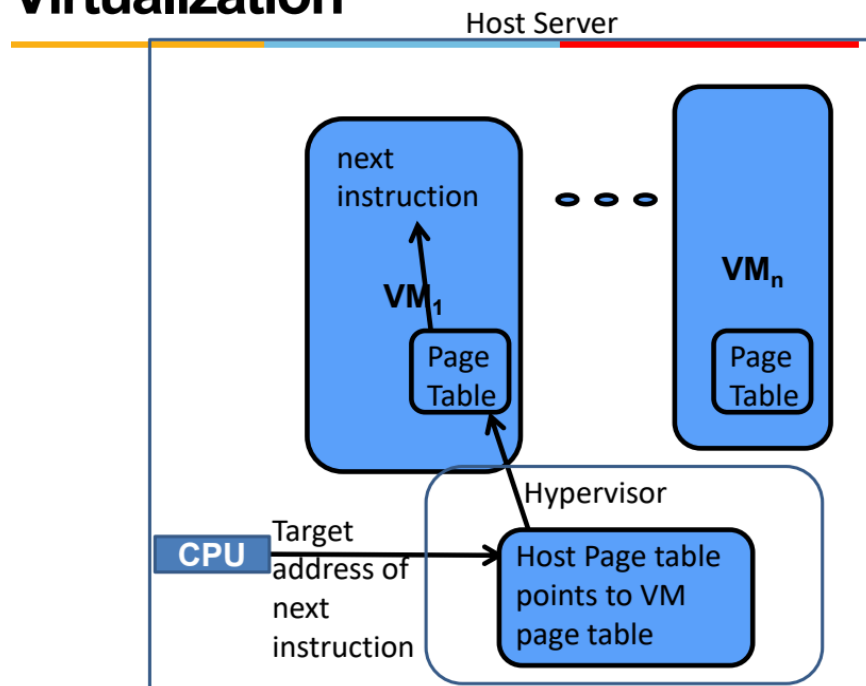 Virtualization
Host Server
next
instruction
VM1
Page
Table
VMn
Page
Table
Hypervisor
CPU
Target
address of
next
instruction
Host Page table
points to VM
page table